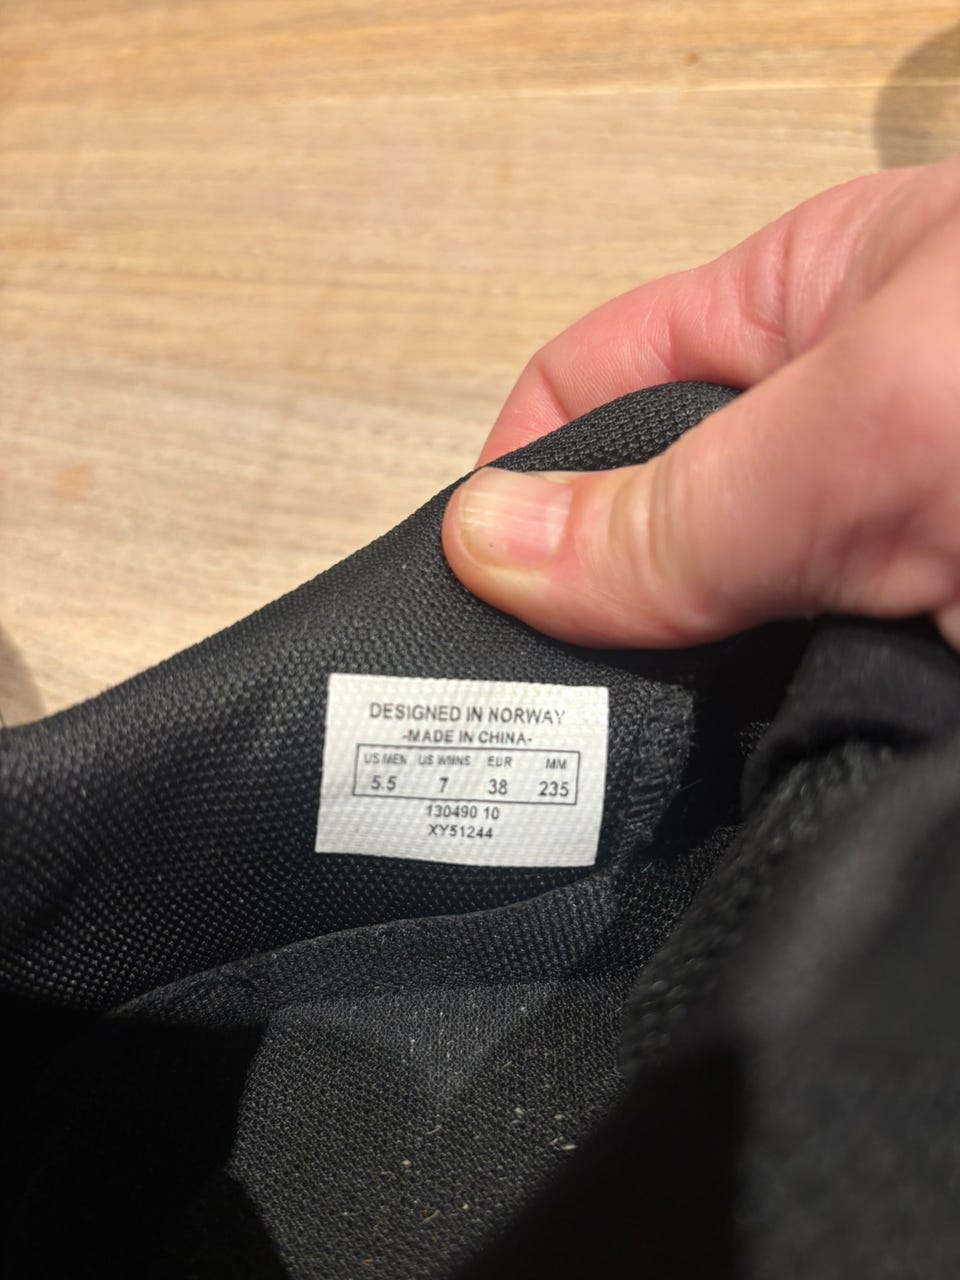 DESIGNED IN NORWAY
-MADE IN CHINA-
US MEN US WMNS EUR MM
5.5 7 38 235
130490 10
XY51244